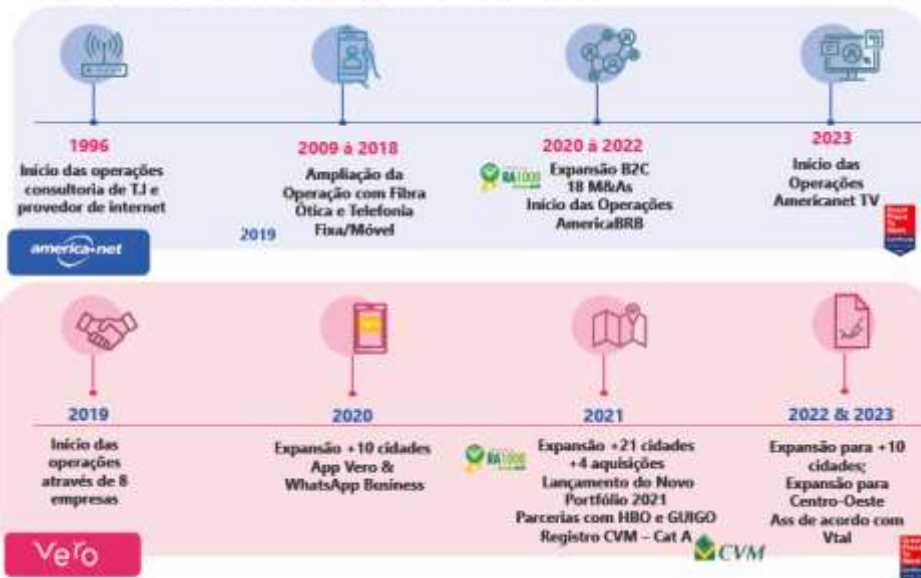 1996
Início das operações
consultoria de T.I e
provedor de internet
america-net
2009 á 2018
Ampliação da
Operação com Fibra
Ótica e Telefonia
Fixa/Móvel
2019
2020 á 2022
RA1000
Expansão B2C
18 M&As
Início das Operações
AmericaBRB
2023
Início das
Operações
Americanet TV
Great
Place
To
Work
2019
Início das
operações
através de 8
empresas
Vero
2020
Expansão +10 cidades
App Vero &
WhatsApp Business
2021
RA1000
Expansão +21 cidades
+4 aquisições
Lançamento do Novo
Portfólio 2021
Parcerias com HBO e GUIGO
Registro CVM – Cat A
CVM
2022 & 2023
Expansão para +10
cidades;
Expansão para
Centro-Oeste
Ass de acordo com
Vtal